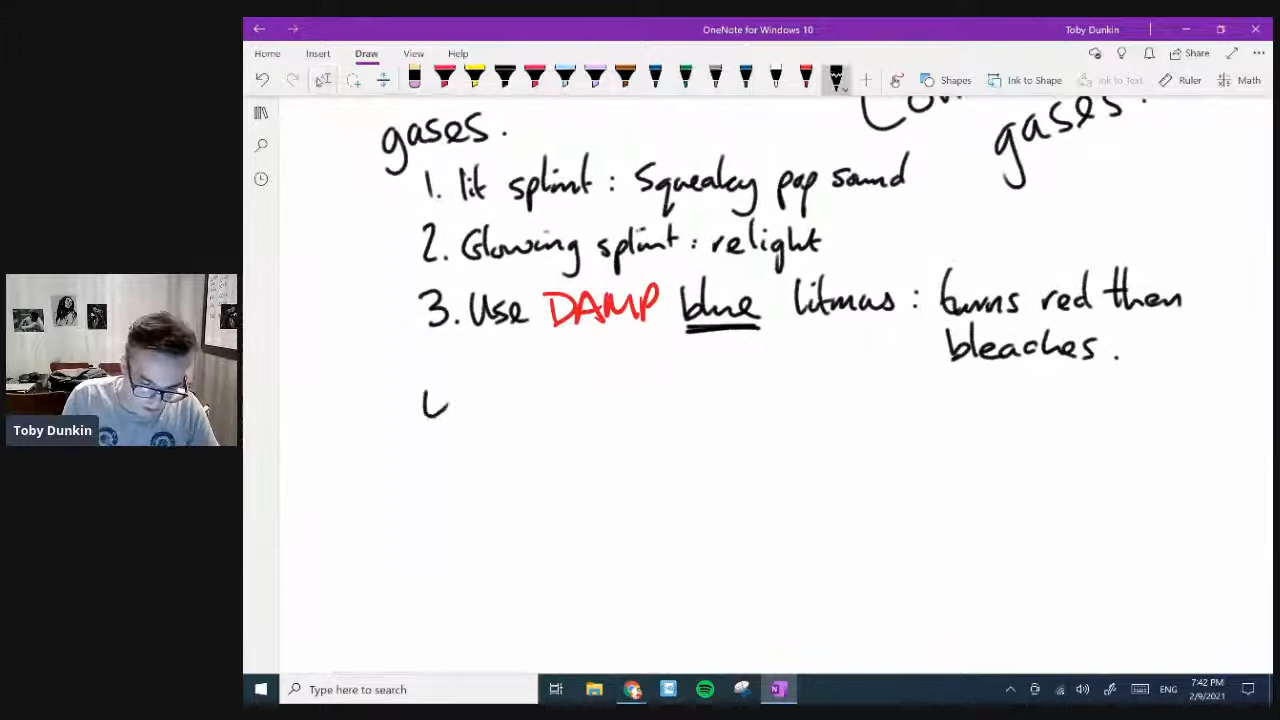 OneNote for Windows 10
Toby Dunkin
Home Insert Draw View Help
Share
Shapes
Ink to Shape
Ink to Text
Ruler
Math
gases.
gases.
1. lit splint : Squeaky pop sound
2. Glowing splint : relight
3. Use DAMP blue litmus : turns red then
bleaches.
Toby Dunkin
Type here to search
ENG
7:42 PM
2/9/2021